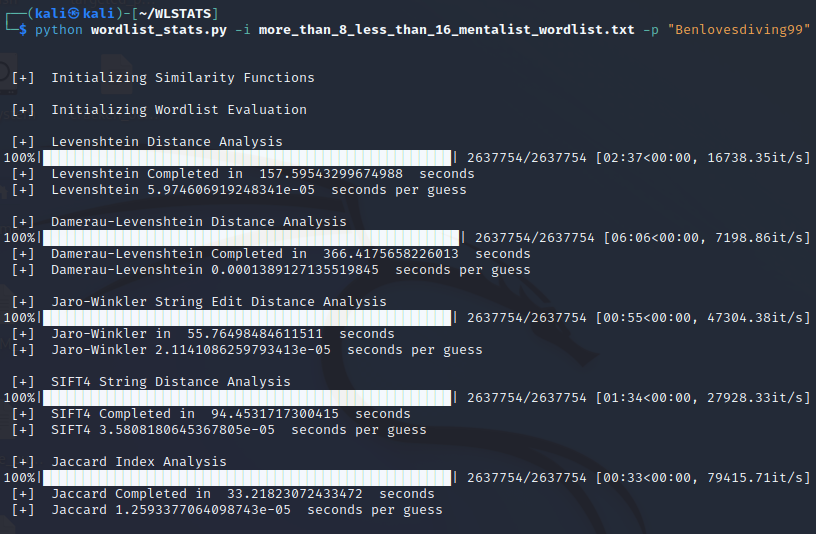 ┌──(kali㉿kali)-[~/WLSTATS]
└─$ python wordlist_stats.py -i more_than_8_less_than_16_mentalist_wordlist.txt -p "Benlovesdiving99"
[+]  Initializing Similarity Functions
[+]  Initializing Wordlist Evaluation
[+]  Levenshtein Distance Analysis
100%| | 2637754/2637754 [02:37<00:00, 16738.35it/s]
[+]  Levenshtein Completed in  157.59543299674988  seconds
[+]  Levenshtein 5.974606919248341e-05  seconds per guess
[+]  Damerau-Levenshtein Distance Analysis
100%| | 2637754/2637754 [06:06<00:00, 7198.86it/s]
[+]  Damerau-Levenshtein Completed in  366.4175658226013  seconds
[+]  Damerau-Levenshtein 0.0001389127135519845  seconds per guess
[+]  Jaro-Winkler String Edit Distance Analysis
100%| | 2637754/2637754 [00:55<00:00, 47304.38it/s]
[+]  Jaro-Winkler in  55.76498484611511  seconds
[+]  Jaro-Winkler 2.1141086259793413e-05  seconds per guess
[+]  SIFT4 String Distance Analysis
100%| | 2637754/2637754 [01:34<00:00, 27928.33it/s]
[+]  SIFT4 Completed in  94.4531717300415  seconds
[+]  SIFT4 3.5808180645367805e-05  seconds per guess
[+]  Jaccard Index Analysis
100%| | 2637754/2637754 [00:33<00:00, 79415.71it/s]
[+]  Jaccard Completed in  33.21823072433472  seconds
[+]  Jaccard 1.2593377064098743e-05  seconds per guess